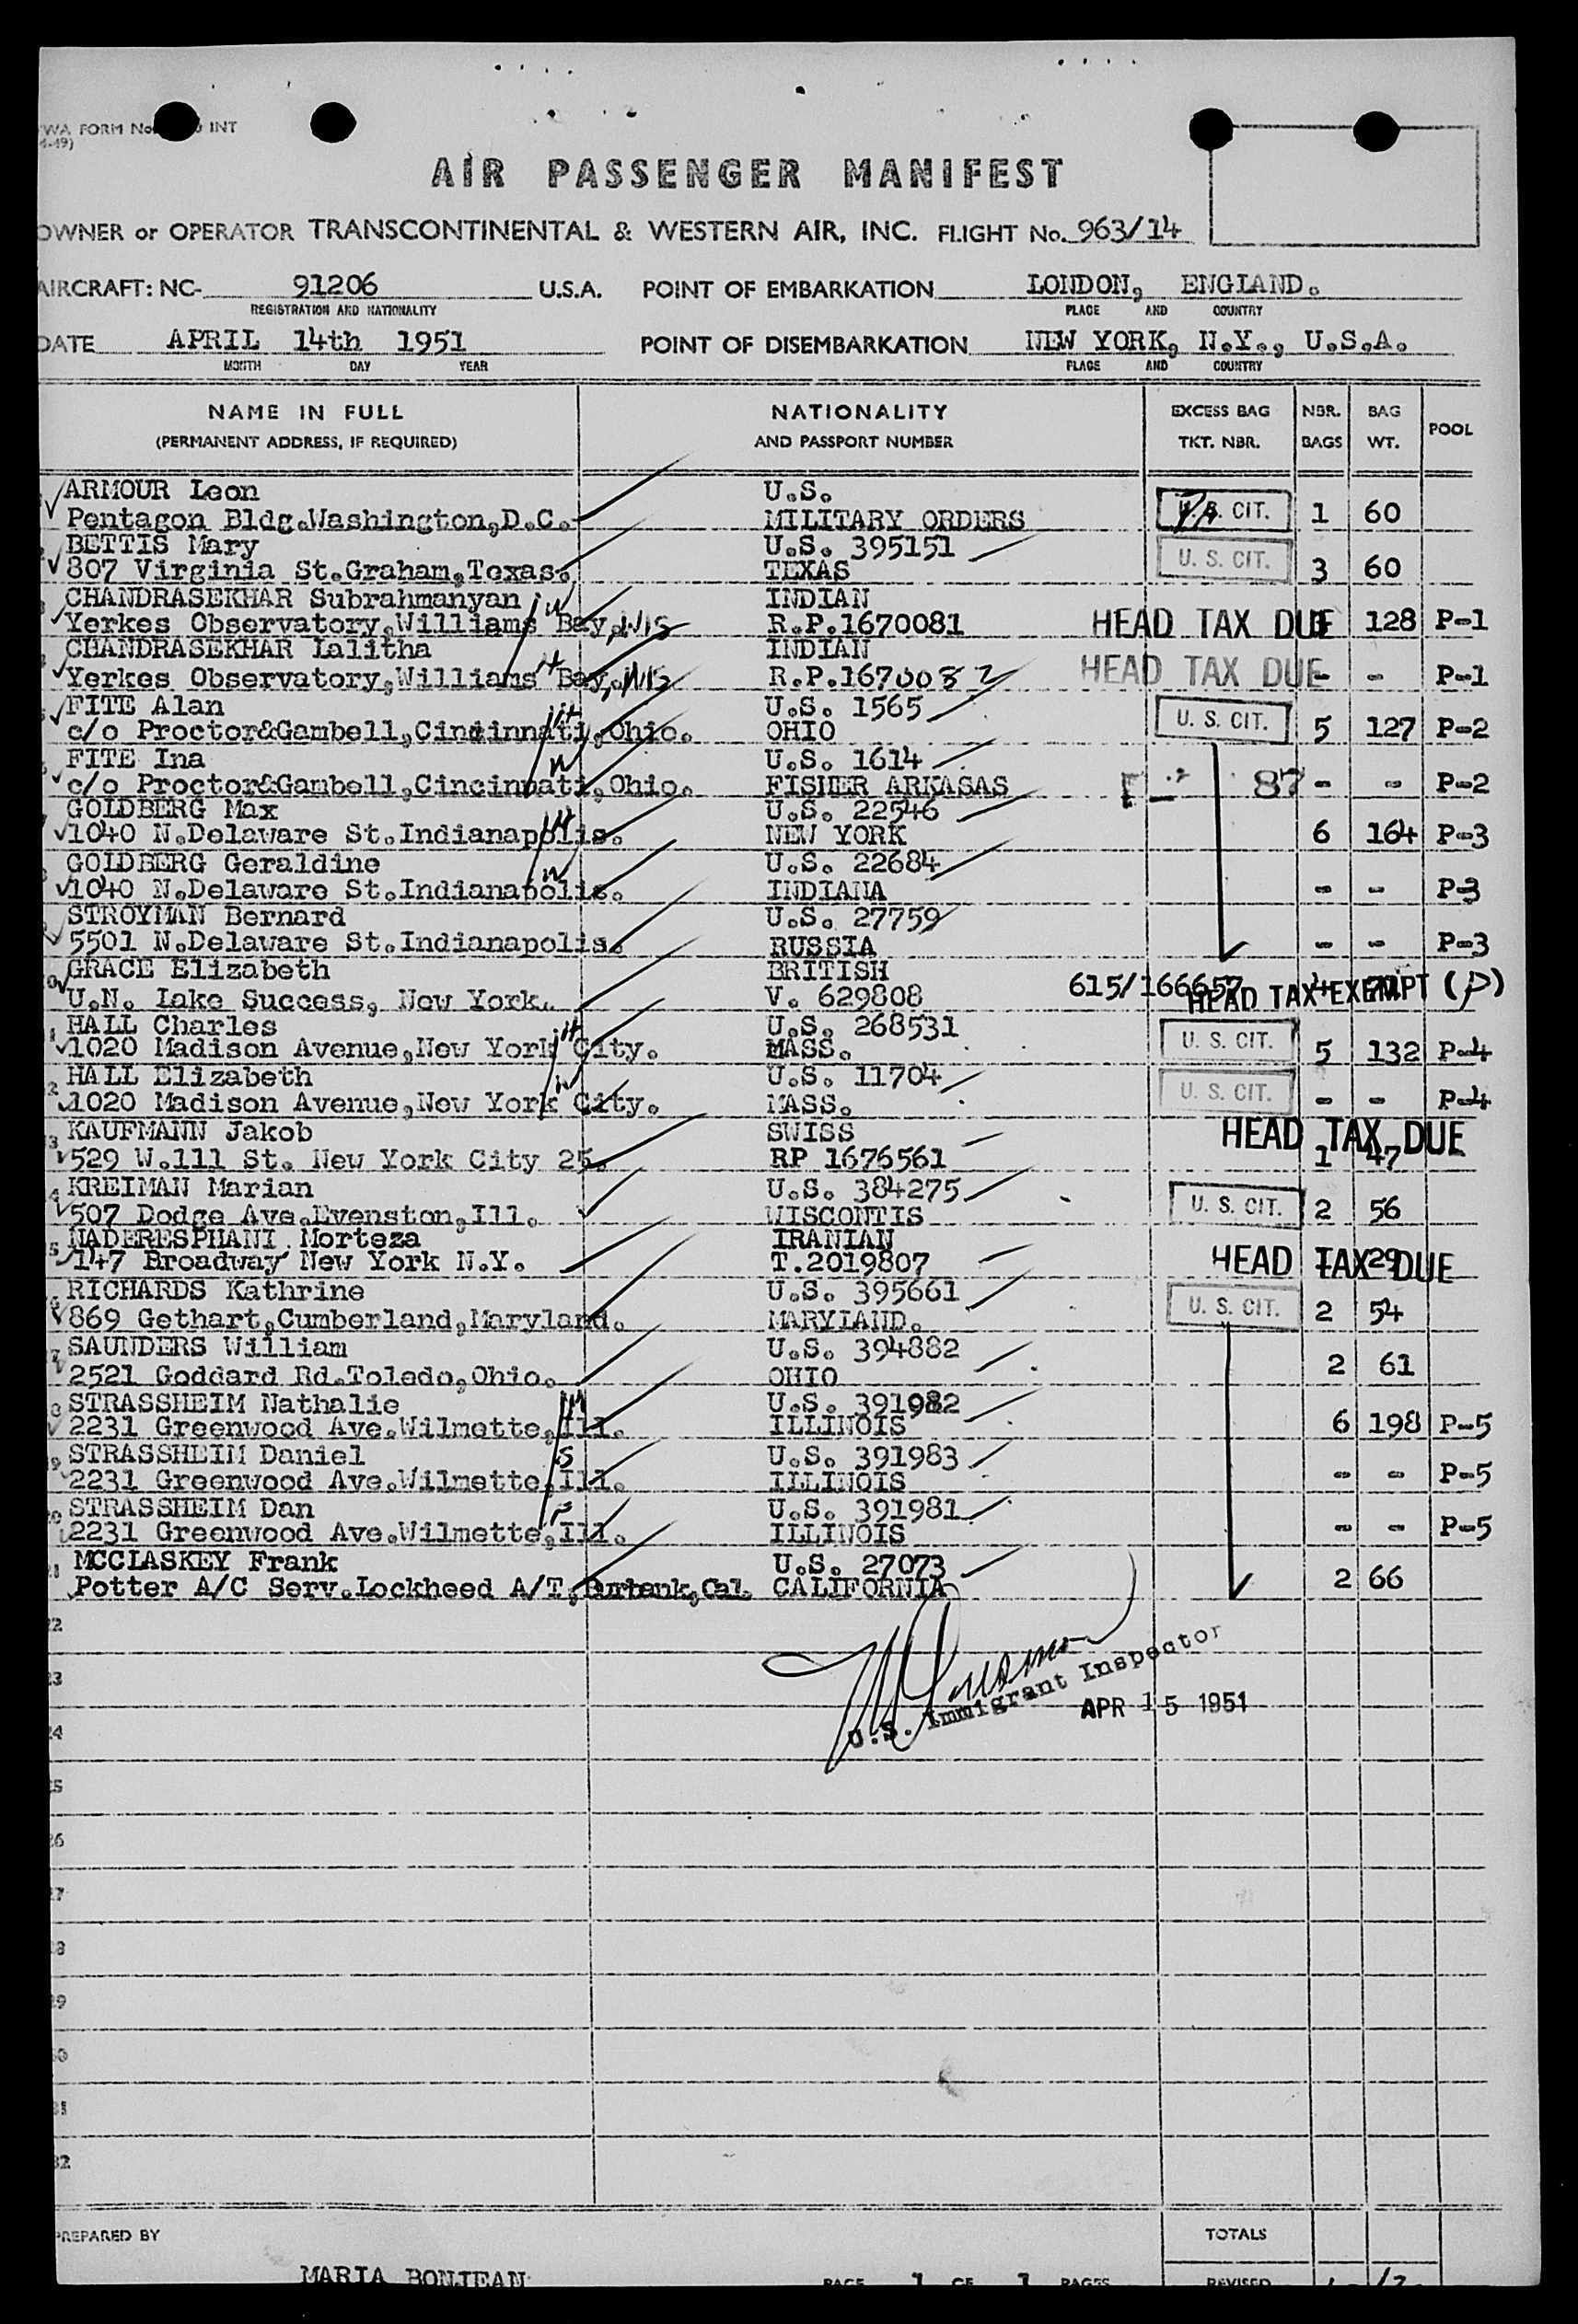 WA FORM No. INT
4-49)
AIR PASSENGER MANIFEST
OWNER or OPERATOR TRANSCONTINENTAL & WESTERN AIR, INC. FLIGHT No. 963/14
AIRCRAFT: NC- 91206 U.S.A. POINT OF EMBARKATION LONDON, ENGLAND.
REGISTRATION AND NATIONALITY PLACE AND COUNTRY
DATE APRIL 14th 1951 POINT OF DISEMBARKATION NEW YORK, N.Y., U.S.A.
MONTH DAY YEAR PLACE AND COUNTRY
NAME IN FULL NATIONALITY EXCESS BAG NBR. BAG POOL
(PERMANENT ADDRESS, IF REQUIRED) AND PASSPORT NUMBER TKT. NBR. BAGS WT.
ARMOUR Leon U.S.
Pentagon Bldg.Washington,D.C. MILITARY ORDERS U.S. CIT. 1 60
BETTIS Mary U.S. 395151
807 Virginia St.Graham,Texas. TEXAS U. S. CIT. 3 60
CHANDRASEKHAR Subrahmanyan INDIAN
Yerkes Observatory,Williams Bay, WIS R.P.1670081 HEAD TAX DUE 128 P-1
CHANDRASEKHAR Lalitha INDIAN
Yerkes Observatory,Williams Bay, WIS R.P.1670082 HEAD TAX DUE - - P-1
FITE Alan U.S. 1565
c/o Proctor&Gambell,Cincinnati,Ohio. OHIO U. S. CIT. 5 127 P-2
FITE Ina U.S. 1614
c/o Proctor&Gambell,Cincinnati,Ohio. FISHER ARKASAS 87 - - P-2
GOLDBERG Max U.S. 22546
1040 N.Delaware St.Indianapolis. NEW YORK 6 164 P-3
GOLDBERG Geraldine U.S. 22684
1040 N.Delaware St.Indianapolis. INDIANA - - P-3
STROYMAN Bernard U.S. 27759
5501 N.Delaware St.Indianapolis. RUSSIA - - P-3
GRACE Elizabeth BRITISH
U.N. Lake Success, New York. V. 629808 615/166657 HEAD TAX EXEMPT (P)
HALL Charles U.S. 268531
1020 Madison Avenue,New York City. MASS. U. S. CIT. 5 132 P-4
HALL Elizabeth U.S. 11704
1020 Madison Avenue,New York City. MASS. U. S. CIT. - - P-4
KAUFMANN Jakob SWISS HEAD TAX DUE
529 W.111 St. New York City 25. RP 1676561 1 47
KREIMAN Marian U.S. 384275
507 Dodge Ave.Evenston,Ill. WISCONTIS U. S. CIT. 2 56
NADERESPHANI Morteza IRANIAN
147 Broadway New York N.Y. T.2019807 HEAD TAX DUE 29
RICHARDS Kathrine U.S. 395661
869 Gethart,Cumberland,Maryland. MARYLAND. U. S. CIT. 2 54
SAUNDERS William U.S. 394882
2521 Goddard Rd.Toledo,Ohio. OHIO 2 61
STRASSHEIM Nathalie U.S. 391982
2231 Greenwood Ave.Wilmette,Ill. ILLINOIS 6 198 P-5
STRASSHEIM Daniel U.S. 391983
2231 Greenwood Ave.Wilmette,Ill. ILLINOIS - - P-5
STRASSHEIM Dan U.S. 391981
2231 Greenwood Ave.Wilmette,Ill. ILLINOIS - - P-5
MCCLASKEY Frank U.S. 27073
Potter A/C Serv.Lockheed A/T,Burbank,Cal. CALIFORNIA 2 66
U.S. Immigrant Inspector
APR 15 1951
PREPARED BY TOTALS
MARIA BONJEAN PAGE 1 OF 1 PAGES REVISED